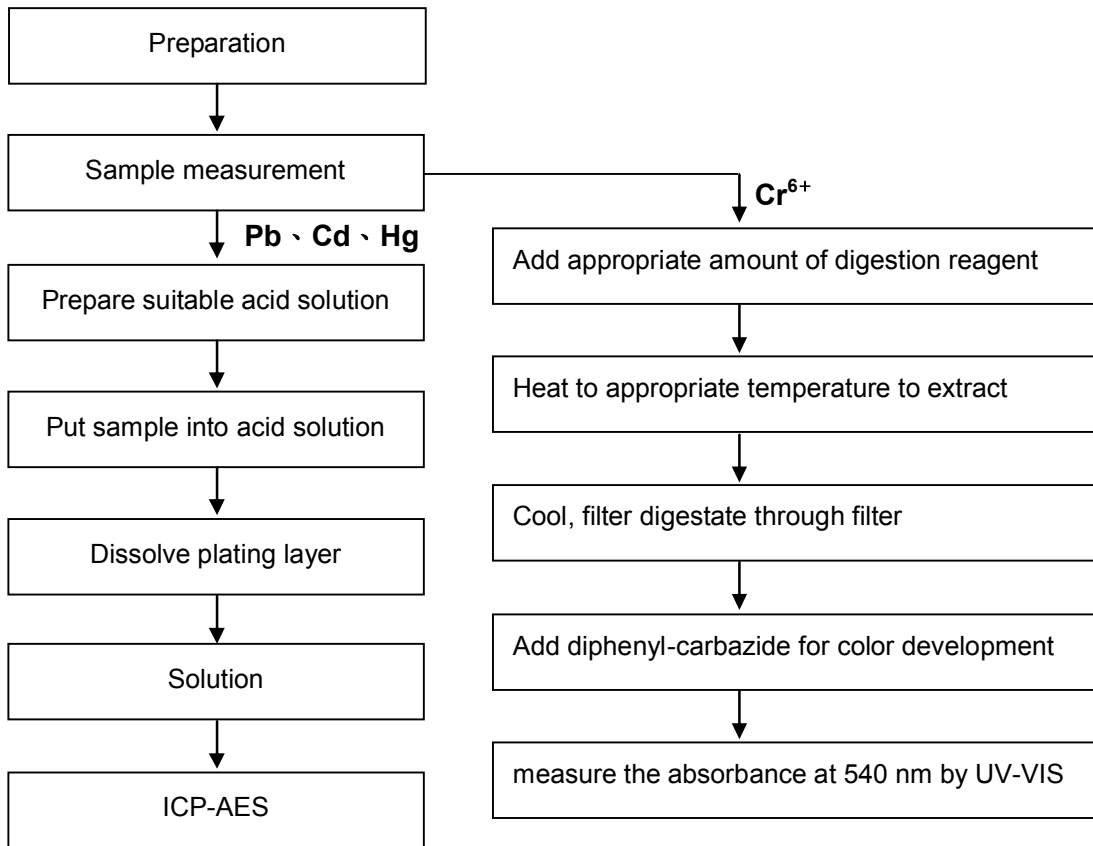 Preparation
Sample measurement
Pb、Cd、Hg
Prepare suitable acid solution
Put sample into acid solution
Dissolve plating layer
Solution
ICP-AES
Cr⁶⁺
Add appropriate amount of digestion reagent
Heat to appropriate temperature to extract
Cool, filter digestate through filter
Add diphenyl-carbazide for color development
measure the absorbance at 540 nm by UV-VIS